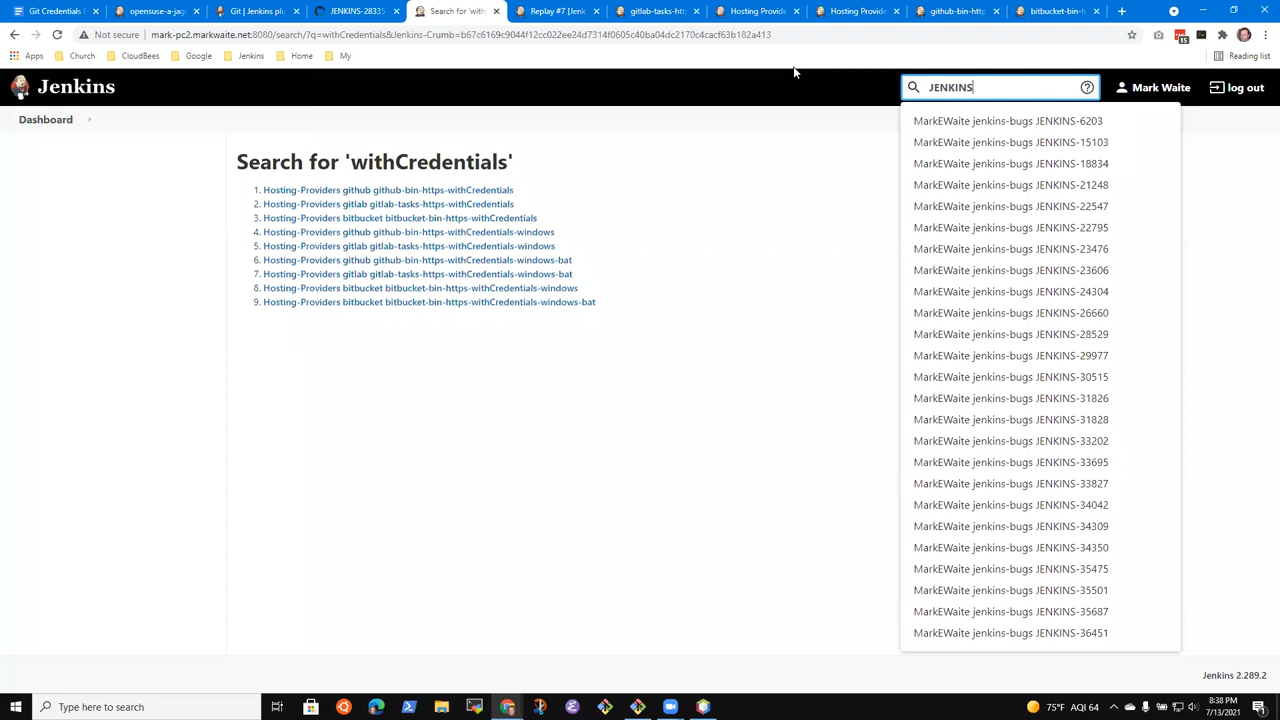 Git Credentials
opensuse-a-jag
Git | Jenkins plu
JENKINS-28335
Search for 'with
Replay #7 [Jenk
gitlab-tasks-htt
Hosting Provide
Hosting Provide
github-bin-http
bitbucket-bin-h
Not secure | mark-pc2.markwaite.net:8080/search/?q=withCredentials&Jenkins-Crumb=b67c6169c9044f12cc022ee24d7314f0605c40ba04dc2170c4cacf63b182a413
15
Apps
Church
CloudBees
Google
Jenkins
Home
My
Reading list
Jenkins
JENKINS
Mark Waite
log out
Dashboard
Search for 'withCredentials'
1. Hosting-Providers github github-bin-https-withCredentials
2. Hosting-Providers gitlab gitlab-tasks-https-withCredentials
3. Hosting-Providers bitbucket bitbucket-bin-https-withCredentials
4. Hosting-Providers github github-bin-https-withCredentials-windows
5. Hosting-Providers gitlab gitlab-tasks-https-withCredentials-windows
6. Hosting-Providers github github-bin-https-withCredentials-windows-bat
7. Hosting-Providers gitlab gitlab-tasks-https-withCredentials-windows-bat
8. Hosting-Providers bitbucket bitbucket-bin-https-withCredentials-windows
9. Hosting-Providers bitbucket bitbucket-bin-https-withCredentials-windows-bat
MarkEWaite jenkins-bugs JENKINS-6203
MarkEWaite jenkins-bugs JENKINS-15103
MarkEWaite jenkins-bugs JENKINS-18834
MarkEWaite jenkins-bugs JENKINS-21248
MarkEWaite jenkins-bugs JENKINS-22547
MarkEWaite jenkins-bugs JENKINS-22795
MarkEWaite jenkins-bugs JENKINS-23476
MarkEWaite jenkins-bugs JENKINS-23606
MarkEWaite jenkins-bugs JENKINS-24304
MarkEWaite jenkins-bugs JENKINS-26660
MarkEWaite jenkins-bugs JENKINS-28529
MarkEWaite jenkins-bugs JENKINS-29977
MarkEWaite jenkins-bugs JENKINS-30515
MarkEWaite jenkins-bugs JENKINS-31826
MarkEWaite jenkins-bugs JENKINS-31828
MarkEWaite jenkins-bugs JENKINS-33202
MarkEWaite jenkins-bugs JENKINS-33695
MarkEWaite jenkins-bugs JENKINS-33827
MarkEWaite jenkins-bugs JENKINS-34042
MarkEWaite jenkins-bugs JENKINS-34309
MarkEWaite jenkins-bugs JENKINS-34350
MarkEWaite jenkins-bugs JENKINS-35475
MarkEWaite jenkins-bugs JENKINS-35501
MarkEWaite jenkins-bugs JENKINS-35687
MarkEWaite jenkins-bugs JENKINS-36451
Jenkins 2.289.2
Type here to search
75°F AQI 64
8:38 PM
7/13/2021